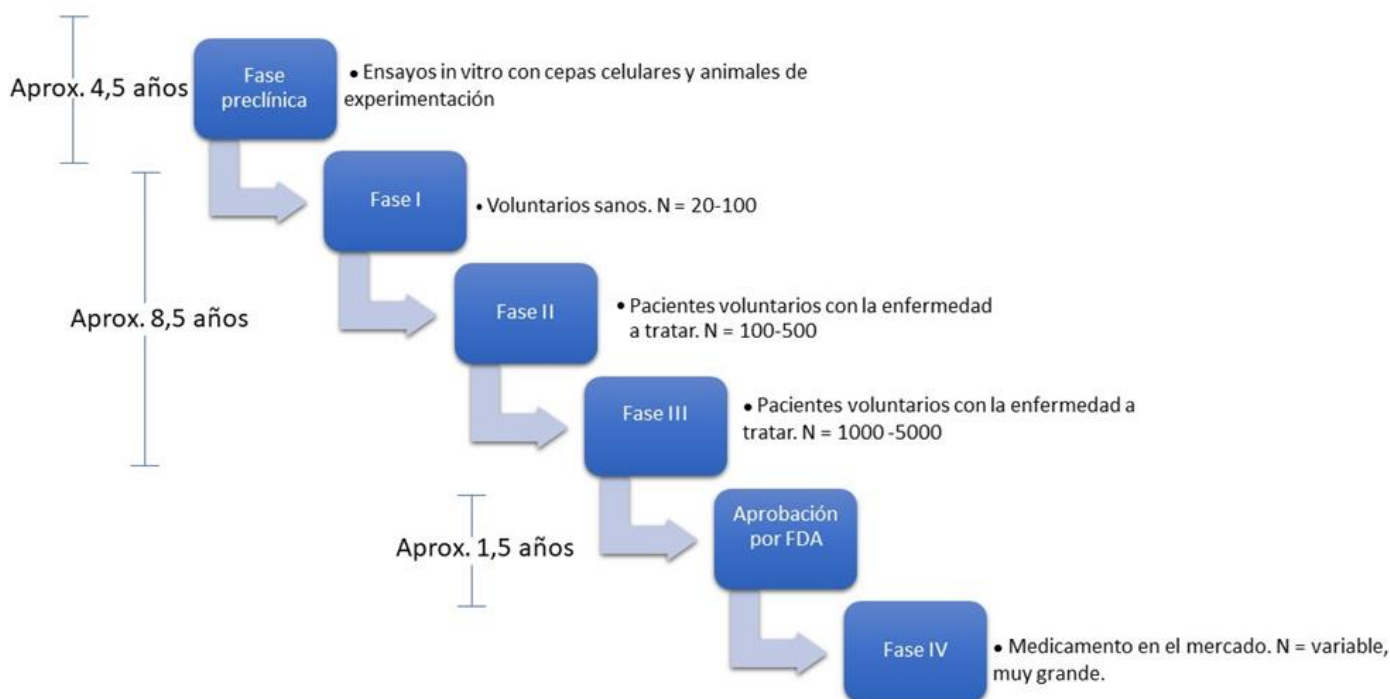 Aprox. 4,5 años
Fase
preclínica
• Ensayos in vitro con cepas celulares y animales de
experimentación
Fase I
• Voluntarios sanos. N = 20-100
Aprox. 8,5 años
Fase II
• Pacientes voluntarios con la enfermedad
a tratar. N = 100-500
Fase III
• Pacientes voluntarios con la enfermedad a
tratar. N = 1000 -5000
Aprox. 1,5 años
Aprobación
por FDA
Fase IV
• Medicamento en el mercado. N = variable,
muy grande.